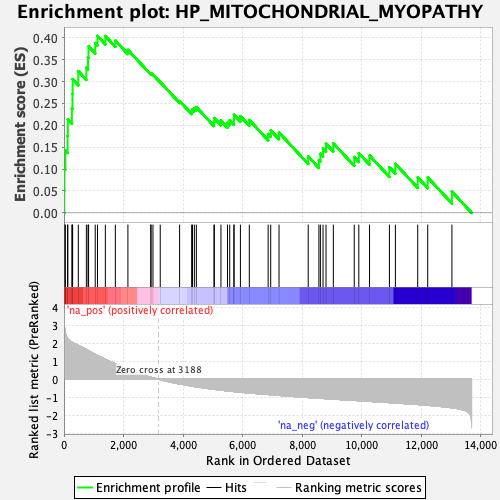 Enrichment plot: HP_MITOCHONDRIAL_MYOPATHY
Enrichment score (ES)
0.40
0.35
0.30
0.25
0.20
0.15
0.10
0.05
0.00
'na_pos' (positively correlated)
Ranked list metric (PreRanked)
4
3
2
1
0
-1
-2
-3
Zero cross at 3188
'na_neg' (negatively correlated)
0 2,000 4,000 6,000 8,000 10,000 12,000 14,000
Rank in Ordered Dataset
Enrichment profile Hits Ranking metric scores